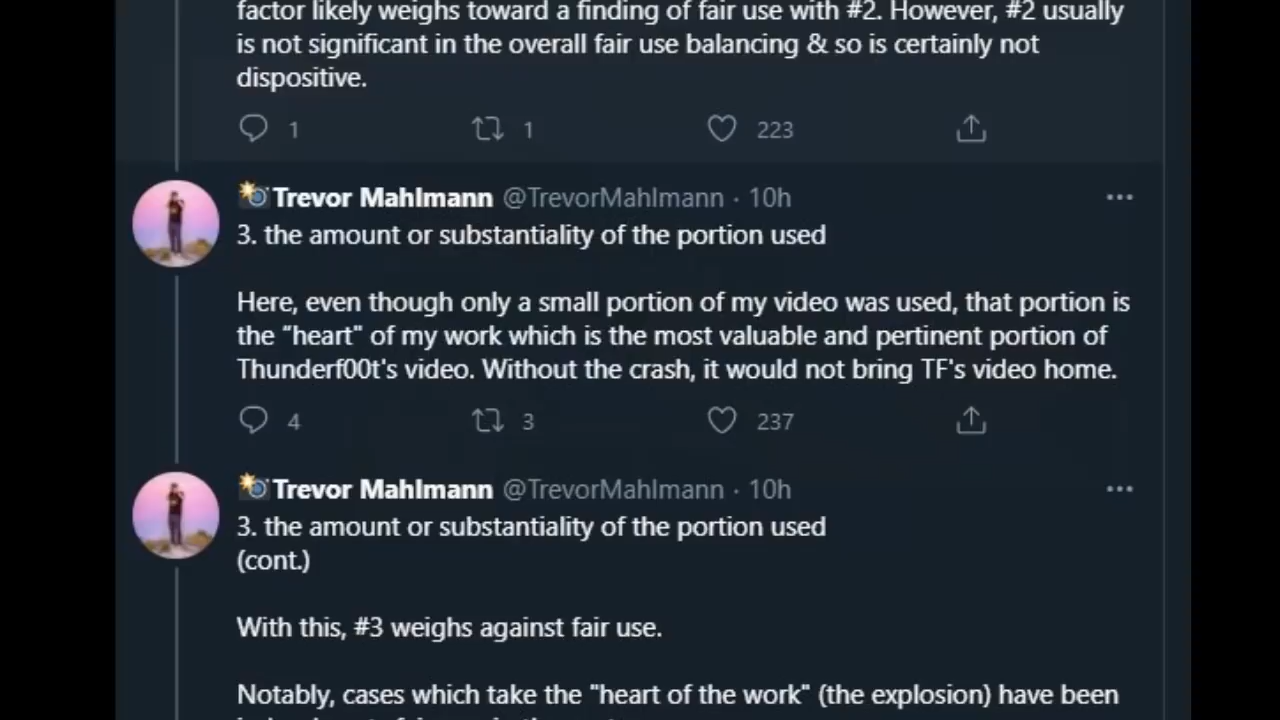 factor likely weighs toward a finding of fair use with #2. However, #2 usually
is not significant in the overall fair use balancing & so is certainly not
dispositive.
1 1 223
Trevor Mahlmann @TrevorMahlmann · 10h
3. the amount or substantiality of the portion used
Here, even though only a small portion of my video was used, that portion is
the "heart" of my work which is the most valuable and pertinent portion of
Thunderf00t's video. Without the crash, it would not bring TF's video home.
4 3 237
Trevor Mahlmann @TrevorMahlmann · 10h
3. the amount or substantiality of the portion used
(cont.)
With this, #3 weighs against fair use.
Notably, cases which take the "heart of the work" (the explosion) have been